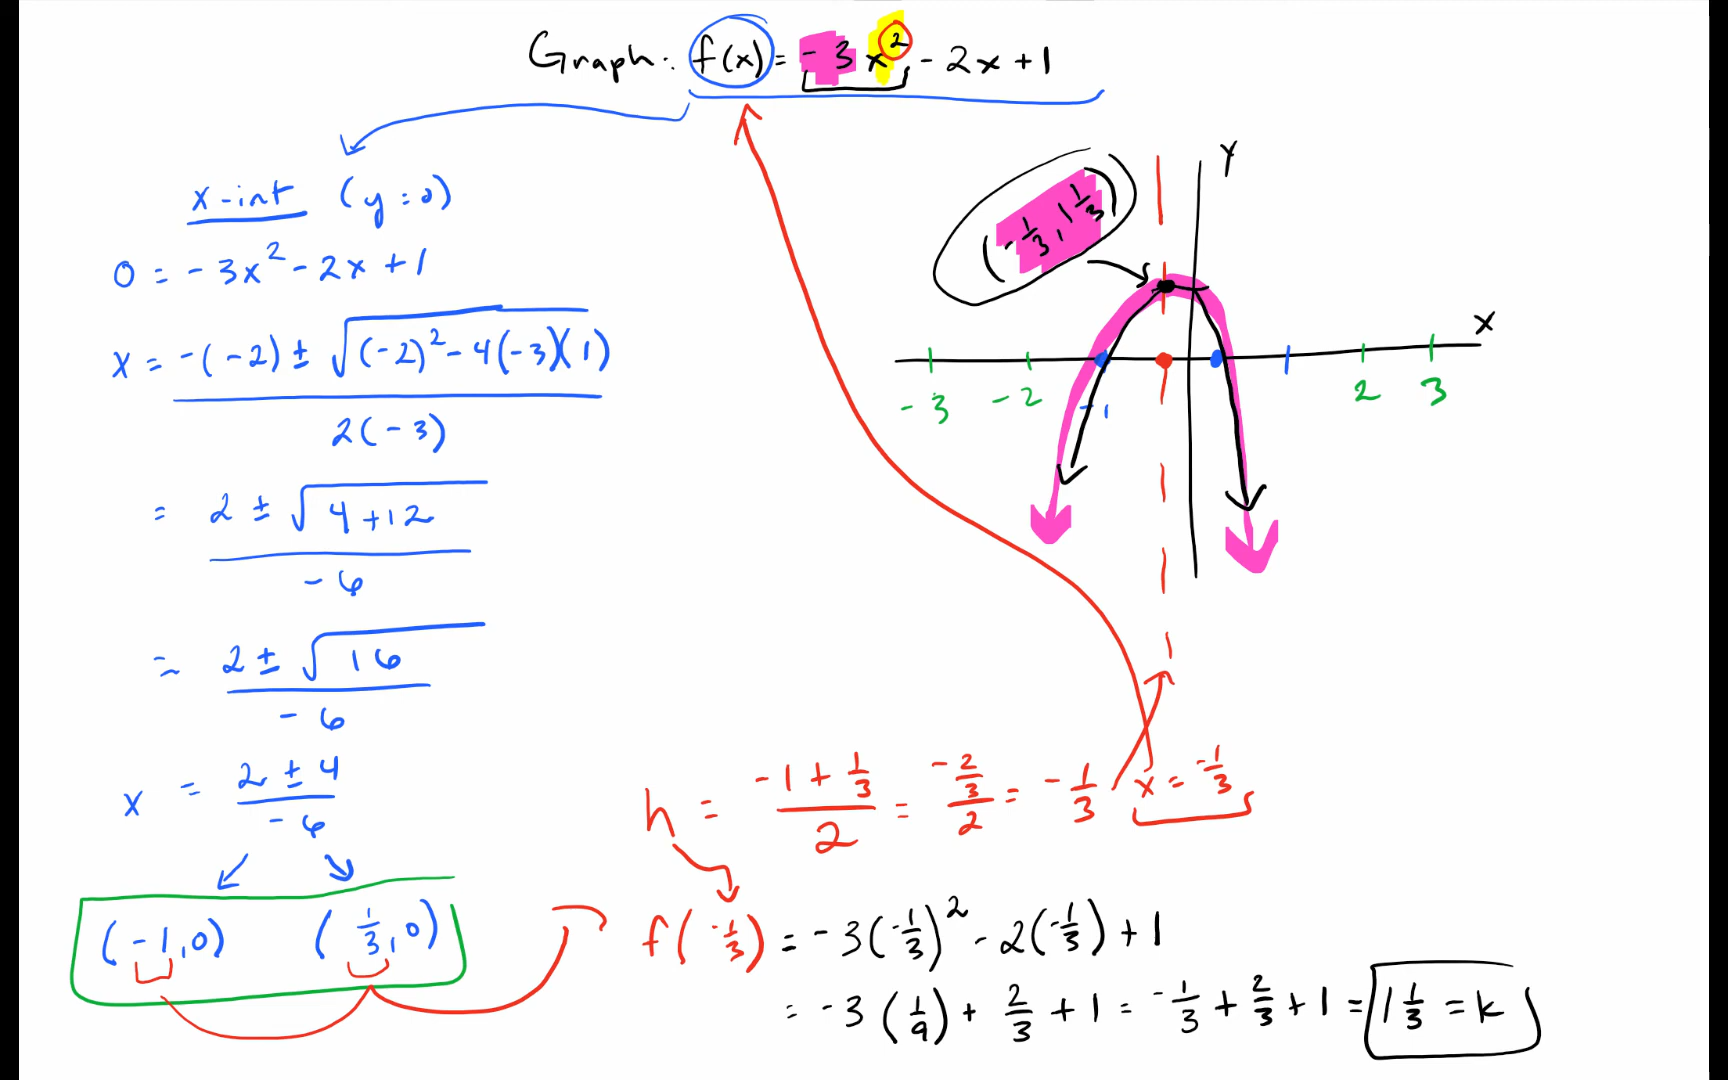 Graph: f(x) = -3x² - 2x + 1
x-int (y=0)
0 = -3x² - 2x + 1
x = (-(-2) ± √((-2)² - 4(-3)(1))) / (2(-3))
= (2 ± √(4+12)) / -6
= (2 ± √16) / -6
x = (2 ± 4) / -6
(-1, 0) (1/3, 0)
Y
(-1/3, 1 1/3)
X
-3 -2 -1 2 3
h = (-1 + 1/3) / 2 = (-2/3) / 2 = -1/3 x = -1/3
f(-1/3) = -3(-1/3)² - 2(-1/3) + 1
= -3(1/9) + 2/3 + 1 = -1/3 + 2/3 + 1 = 1 1/3 = k